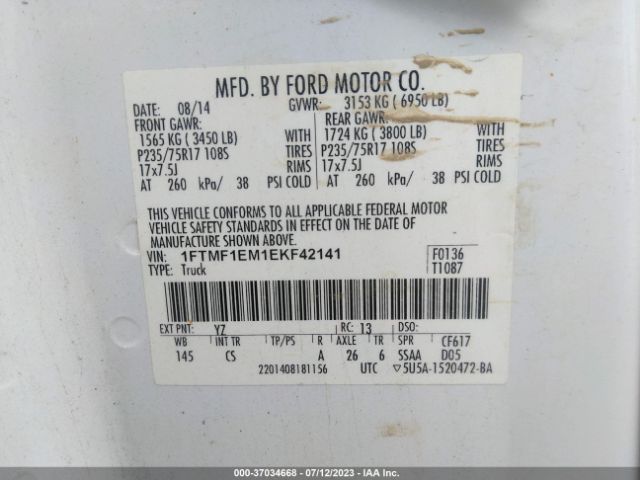 MFD. BY FORD MOTOR CO.
DATE: 08/14 GVWR: 3153 KG ( 6950 LB)
FRONT GAWR: REAR GAWR:
1565 KG ( 3450 LB) WITH 1724 KG ( 3800 LB) WITH
P235/75R17 108S TIRES P235/75R17 108S TIRES
17x7.5J RIMS 17x7.5J RIMS
AT 260 kPa/ 38 PSI COLD AT 260 kPa/ 38 PSI COLD
THIS VEHICLE CONFORMS TO ALL APPLICABLE FEDERAL MOTOR
VEHICLE SAFETY STANDARDS IN EFFECT ON THE DATE OF
MANUFACTURE SHOWN ABOVE.
VIN: 1FTMF1EM1EKF42141 F0136
TYPE: Truck T1087
EXT PNT: YZ RC: 13 DSO:
WB INT TR TP/PS R AXLE TR SPR CF617
145 CS A 26 6 SSAA D05
2201408181156 UTC ▽5U5A-1520472-BA
000-37034668 / 07/12/2023 / IAA Inc.